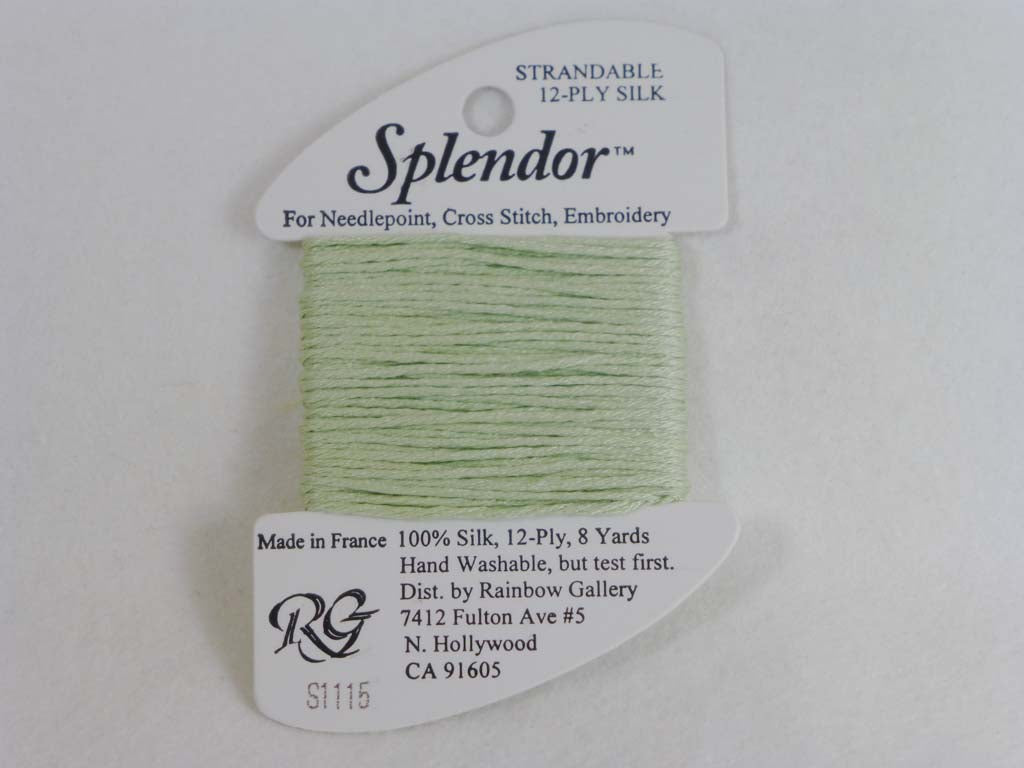 STRANDABLE
12-PLY SILK
Splendor™
For Needlepoint, Cross Stitch, Embroidery
Made in France
100% Silk, 12-Ply, 8 Yards
Hand Washable, but test first.
Dist. by Rainbow Gallery
7412 Fulton Ave #5
N. Hollywood
CA 91605
RG
S1115